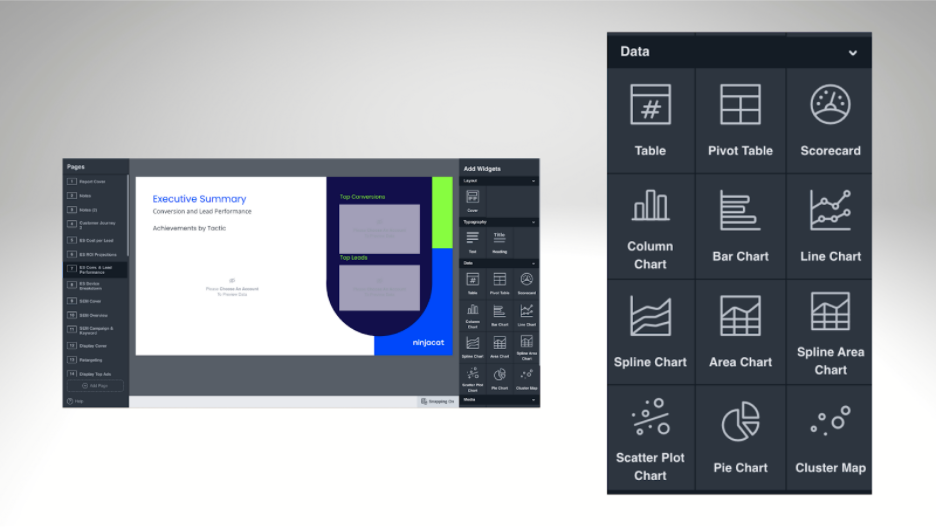 Pages
1 Report Cover
2 Notes
3 Notes (1)
4 Customer Journey
5 ES Cost per Lead
6 ES ROI Projections
7 ES Conv. & Lead
Performance
8 ES Device
Breakdown
9 SEM Cover
10 SEM Overview
11 SEM Campaign &
Keyword
12 Display Cover
13 Retargeting
14 Display Top Ads
Add Page
Help
Executive Summary
Conversion and Lead Performance
Achievements by Tactic
Please Choose An Account
To Preview Data
Top Conversions
Top Leads
ninjacat
Snapping On
Add Widgets
Layout
Cover
Typography
Text
Title
Heading
Data
#
Table
Pivot Table
Scorecard
Column
Chart
Bar Chart
Line Chart
Spline Chart
Area Chart
Spline Area
Chart
Scatter Plot
Chart
Pie Chart
Cluster Map
Media
Data
#
Table
Pivot Table
Scorecard
Column
Chart
Bar Chart
Line Chart
Spline Chart
Area Chart
Spline Area
Chart
Scatter Plot
Chart
Pie Chart
Cluster Map